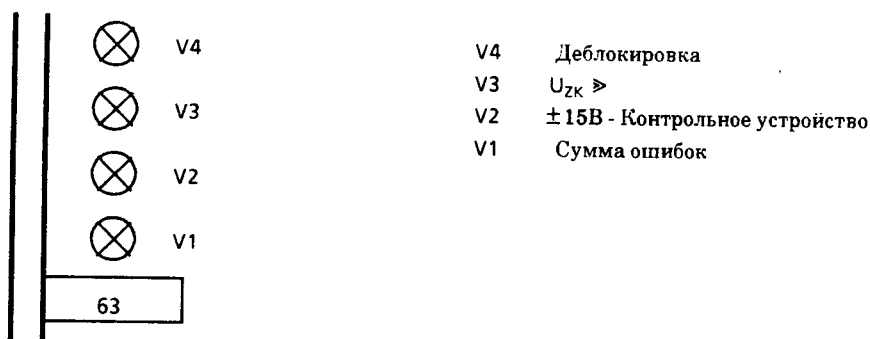 V4
V3
V2
V1
63
V4 Деблокировка
V3 U_ZK ⪢
V2 ±15В - Контрольное устройство
V1 Сумма ошибок